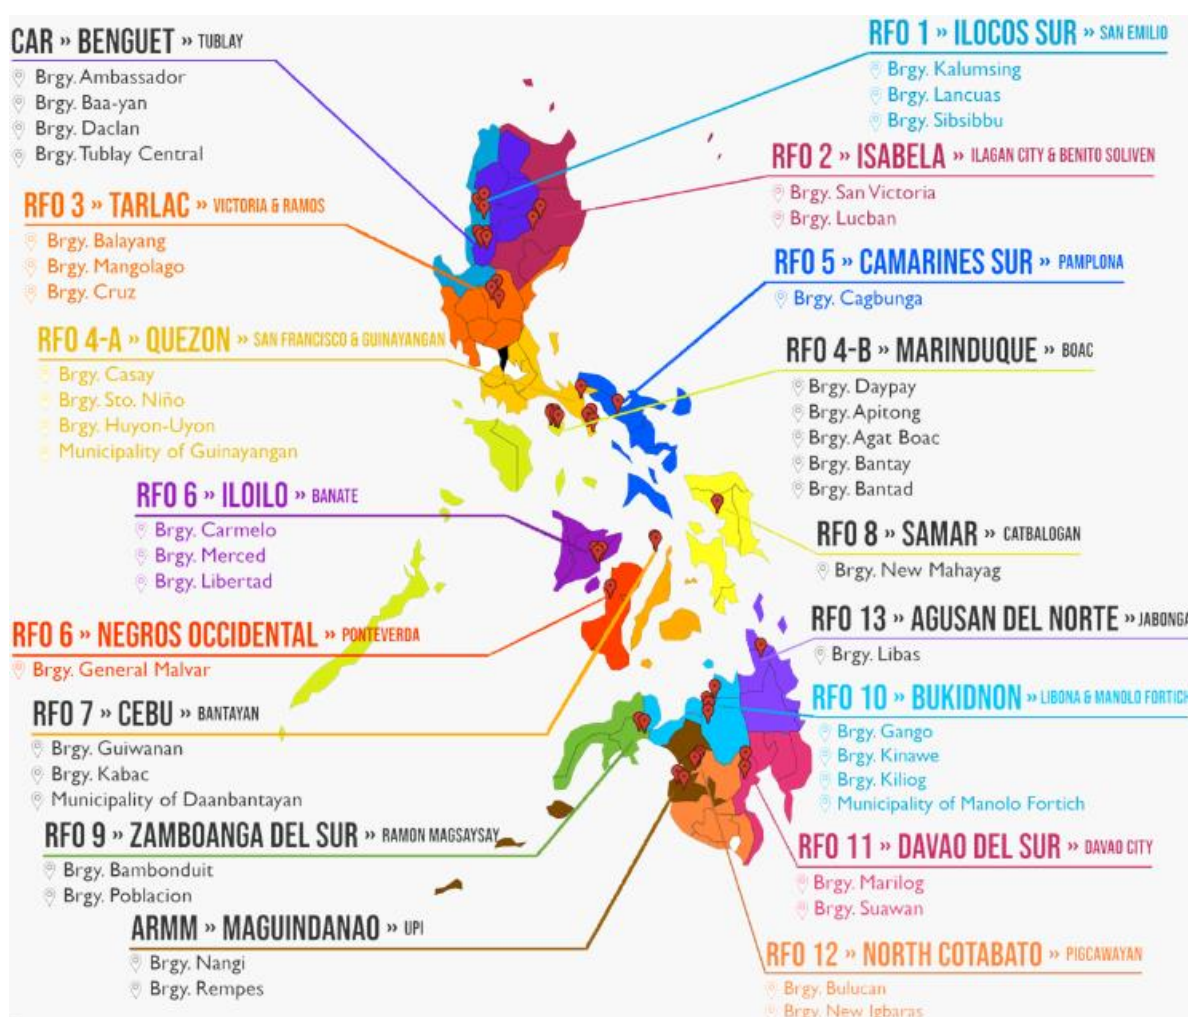 CAR » BENGUET » TUBLAY
Brgy. Ambassador
Brgy. Baa-yan
Brgy. Daclan
Brgy. Tublay Central
RFO 3 » TARLAC » VICTORIA & RAMOS
Brgy. Balayang
Brgy. Mangolago
Brgy. Cruz
RFO 4-A » QUEZON » SAN FRANCISCO & GUINAYANGAN
Brgy. Casay
Brgy. Sto. Niño
Brgy. Huyon-Uyon
Municipality of Guinayangan
RFO 6 » ILOILO » BANATE
Brgy. Carmelo
Brgy. Merced
Brgy. Libertad
RFO 6 » NEGROS OCCIDENTAL » PONTEVERDA
Brgy. General Malvar
RFO 7 » CEBU » BANTAYAN
Brgy. Guiwanan
Brgy. Kabac
Municipality of Daanbantayan
RFO 9 » ZAMBOANGA DEL SUR » RAMON MAGSAYSAY
Brgy. Bambonduit
Brgy. Poblacion
ARMM » MAGUINDANAO » UPI
Brgy. Nangi
Brgy. Rempes
RFO 1 » ILOCOS SUR » SAN EMILIO
Brgy. Kalumsing
Brgy. Lancuas
Brgy. Sibsibbu
RFO 2 » ISABELA » ILAGAN CITY & BENITO SOLIVEN
Brgy. San Victoria
Brgy. Lucban
RFO 5 » CAMARINES SUR » PAMPLONA
Brgy. Cagbunga
RFO 4-B » MARINDUQUE » BOAC
Brgy. Daypay
Brgy. Apitong
Brgy. Agat Boac
Brgy. Bantay
Brgy. Bantad
RFO 8 » SAMAR » CATBALOGAN
Brgy. New Mahayag
RFO 13 » AGUSAN DEL NORTE » JABONGA
Brgy. Libas
RFO 10 » BUKIDNON » LIBONA & MANOLO FORTICH
Brgy. Gango
Brgy. Kinawe
Brgy. Kiliog
Municipality of Manolo Fortich
RFO 11 » DAVAO DEL SUR » DAVAO CITY
Brgy. Marilog
Brgy. Suawan
RFO 12 » NORTH COTABATO » PIGCAWAYAN
Brgy. Bulucan
Brgy. New Igbaras